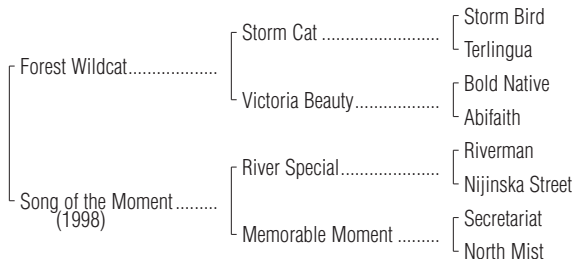 Storm Bird
Storm Cat ........................
Terlingua
Forest Wildcat..................
Bold Native
Victoria Beauty.................
Abifaith
Riverman
River Special....................
Nijinska Street
Song of the Moment ........
(1998)
Secretariat
Memorable Moment ........
North Mist